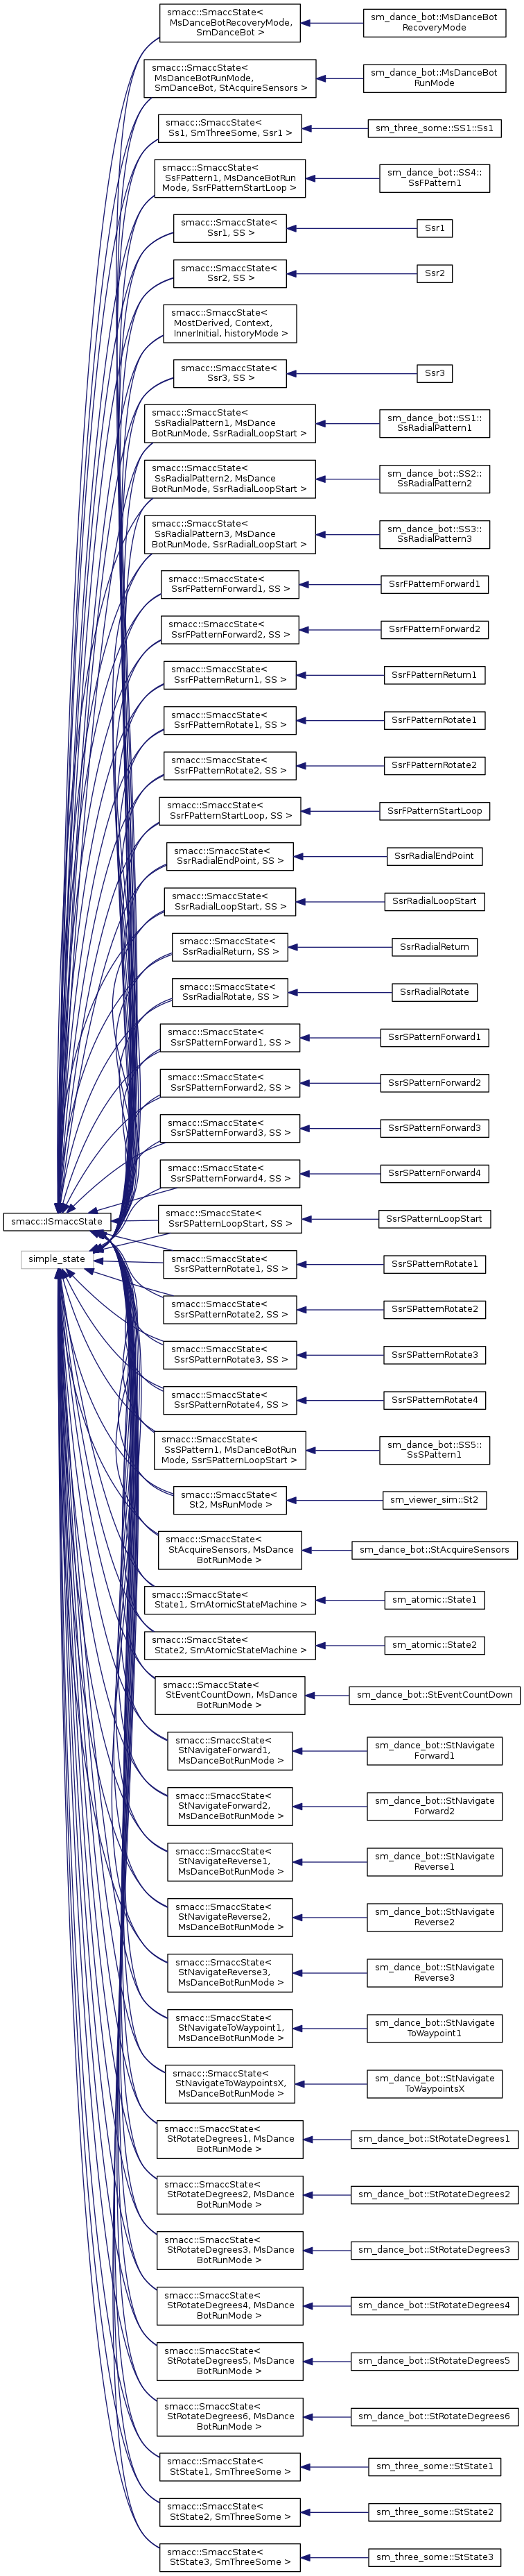 smacc::SmaccState<
MsDanceBotRecoveryMode,
SmDanceBot >
sm_dance_bot::MsDanceBot
RecoveryMode
smacc::SmaccState<
MsDanceBotRunMode,
SmDanceBot, StAcquireSensors >
sm_dance_bot::MsDanceBot
RunMode
smacc::SmaccState<
Ss1, SmThreeSome, Ssr1 >
sm_three_some::SS1::Ss1
smacc::SmaccState<
SsFPattern1, MsDanceBotRun
Mode, SsrFPatternStartLoop >
sm_dance_bot::SS4::
SsFPattern1
smacc::SmaccState<
Ssr1, SS >
Ssr1
smacc::SmaccState<
Ssr2, SS >
Ssr2
smacc::SmaccState<
MostDerived, Context,
InnerInitial, historyMode >
smacc::SmaccState<
Ssr3, SS >
Ssr3
smacc::SmaccState<
SsRadialPattern1, MsDance
BotRunMode, SsrRadialLoopStart >
sm_dance_bot::SS1::
SsRadialPattern1
smacc::SmaccState<
SsRadialPattern2, MsDance
BotRunMode, SsrRadialLoopStart >
sm_dance_bot::SS2::
SsRadialPattern2
smacc::SmaccState<
SsRadialPattern3, MsDance
BotRunMode, SsrRadialLoopStart >
sm_dance_bot::SS3::
SsRadialPattern3
smacc::SmaccState<
SsrFPatternForward1, SS >
SsrFPatternForward1
smacc::SmaccState<
SsrFPatternForward2, SS >
SsrFPatternForward2
smacc::SmaccState<
SsrFPatternReturn1, SS >
SsrFPatternReturn1
smacc::SmaccState<
SsrFPatternRotate1, SS >
SsrFPatternRotate1
smacc::SmaccState<
SsrFPatternRotate2, SS >
SsrFPatternRotate2
smacc::SmaccState<
SsrFPatternStartLoop, SS >
SsrFPatternStartLoop
smacc::SmaccState<
SsrRadialEndPoint, SS >
SsrRadialEndPoint
smacc::SmaccState<
SsrRadialLoopStart, SS >
SsrRadialLoopStart
smacc::SmaccState<
SsrRadialReturn, SS >
SsrRadialReturn
smacc::SmaccState<
SsrRadialRotate, SS >
SsrRadialRotate
smacc::SmaccState<
SsrSPatternForward1, SS >
SsrSPatternForward1
smacc::SmaccState<
SsrSPatternForward2, SS >
SsrSPatternForward2
smacc::SmaccState<
SsrSPatternForward3, SS >
SsrSPatternForward3
smacc::SmaccState<
SsrSPatternForward4, SS >
SsrSPatternForward4
smacc::ISmaccState
smacc::SmaccState<
SsrSPatternLoopStart, SS >
SsrSPatternLoopStart
simple_state
smacc::SmaccState<
SsrSPatternRotate1, SS >
SsrSPatternRotate1
smacc::SmaccState<
SsrSPatternRotate2, SS >
SsrSPatternRotate2
smacc::SmaccState<
SsrSPatternRotate3, SS >
SsrSPatternRotate3
smacc::SmaccState<
SsrSPatternRotate4, SS >
SsrSPatternRotate4
smacc::SmaccState<
SsSPattern1, MsDanceBotRun
Mode, SsrSPatternLoopStart >
sm_dance_bot::SS5::
SsSPattern1
smacc::SmaccState<
St2, MsRunMode >
sm_viewer_sim::St2
smacc::SmaccState<
StAcquireSensors, MsDance
BotRunMode >
sm_dance_bot::StAcquireSensors
smacc::SmaccState<
State1, SmAtomicStateMachine >
sm_atomic::State1
smacc::SmaccState<
State2, SmAtomicStateMachine >
sm_atomic::State2
smacc::SmaccState<
StEventCountDown, MsDance
BotRunMode >
sm_dance_bot::StEventCountDown
smacc::SmaccState<
StNavigateForward1,
MsDanceBotRunMode >
sm_dance_bot::StNavigate
Forward1
smacc::SmaccState<
StNavigateForward2,
MsDanceBotRunMode >
sm_dance_bot::StNavigate
Forward2
smacc::SmaccState<
StNavigateReverse1,
MsDanceBotRunMode >
sm_dance_bot::StNavigate
Reverse1
smacc::SmaccState<
StNavigateReverse2,
MsDanceBotRunMode >
sm_dance_bot::StNavigate
Reverse2
smacc::SmaccState<
StNavigateReverse3,
MsDanceBotRunMode >
sm_dance_bot::StNavigate
Reverse3
smacc::SmaccState<
StNavigateToWaypoint1,
MsDanceBotRunMode >
sm_dance_bot::StNavigate
ToWaypoint1
smacc::SmaccState<
StNavigateToWaypointsX,
MsDanceBotRunMode >
sm_dance_bot::StNavigate
ToWaypointsX
smacc::SmaccState<
StRotateDegrees1, MsDance
BotRunMode >
sm_dance_bot::StRotateDegrees1
smacc::SmaccState<
StRotateDegrees2, MsDance
BotRunMode >
sm_dance_bot::StRotateDegrees2
smacc::SmaccState<
StRotateDegrees3, MsDance
BotRunMode >
sm_dance_bot::StRotateDegrees3
smacc::SmaccState<
StRotateDegrees4, MsDance
BotRunMode >
sm_dance_bot::StRotateDegrees4
smacc::SmaccState<
StRotateDegrees5, MsDance
BotRunMode >
sm_dance_bot::StRotateDegrees5
smacc::SmaccState<
StRotateDegrees6, MsDance
BotRunMode >
sm_dance_bot::StRotateDegrees6
smacc::SmaccState<
StState1, SmThreeSome >
sm_three_some::StState1
smacc::SmaccState<
StState2, SmThreeSome >
sm_three_some::StState2
smacc::SmaccState<
StState3, SmThreeSome >
sm_three_some::StState3